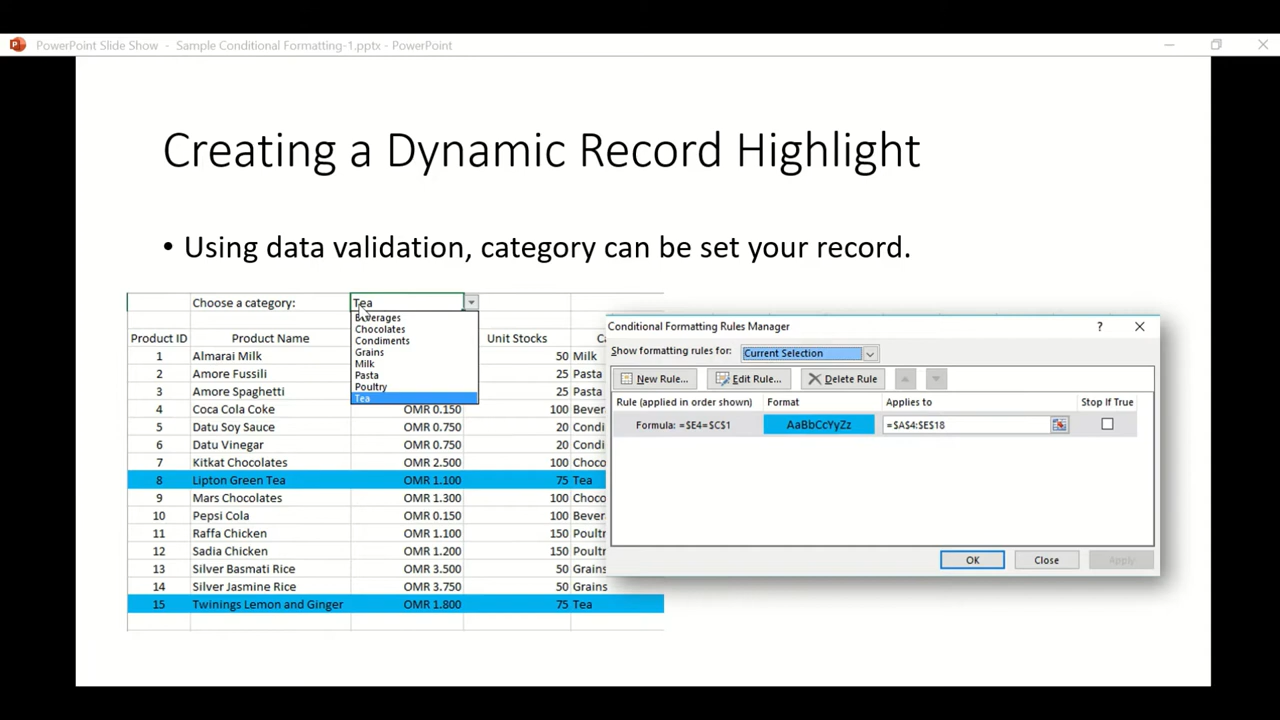 PowerPoint Slide Show - Sample Conditional Formatting-1.pptx - PowerPoint
Creating a Dynamic Record Highlight
• Using data validation, category can be set your record.
Choose a category: Tea
Beverages
Chocolates
Condiments
Grains
Milk
Pasta
Poultry
Tea
Product ID Product Name Unit Stocks Ca
1 Almarai Milk 50 Milk
2 Amore Fussili 25 Pasta
3 Amore Spaghetti 25 Pasta
4 Coca Cola Coke OMR 0.150 100 Bever
5 Datu Soy Sauce OMR 0.750 20 Condi
6 Datu Vinegar OMR 0.750 20 Condi
7 Kitkat Chocolates OMR 2.500 100 Choco
8 Lipton Green Tea OMR 1.100 75 Tea
9 Mars Chocolates OMR 1.300 100 Choco
10 Pepsi Cola OMR 0.150 100 Bever
11 Raffa Chicken OMR 1.100 150 Poultr
12 Sadia Chicken OMR 1.200 150 Poultr
13 Silver Basmati Rice OMR 3.500 50 Grains
14 Silver Jasmine Rice OMR 3.750 50 Grains
15 Twinings Lemon and Ginger OMR 1.800 75 Tea
Conditional Formatting Rules Manager ?
Show formatting rules for: Current Selection
New Rule... Edit Rule... Delete Rule
Rule (applied in order shown) Format Applies to Stop If True
Formula: =$E4=$C$1 AaBbCcYyZz =$A$4:$E$18
OK Close Apply